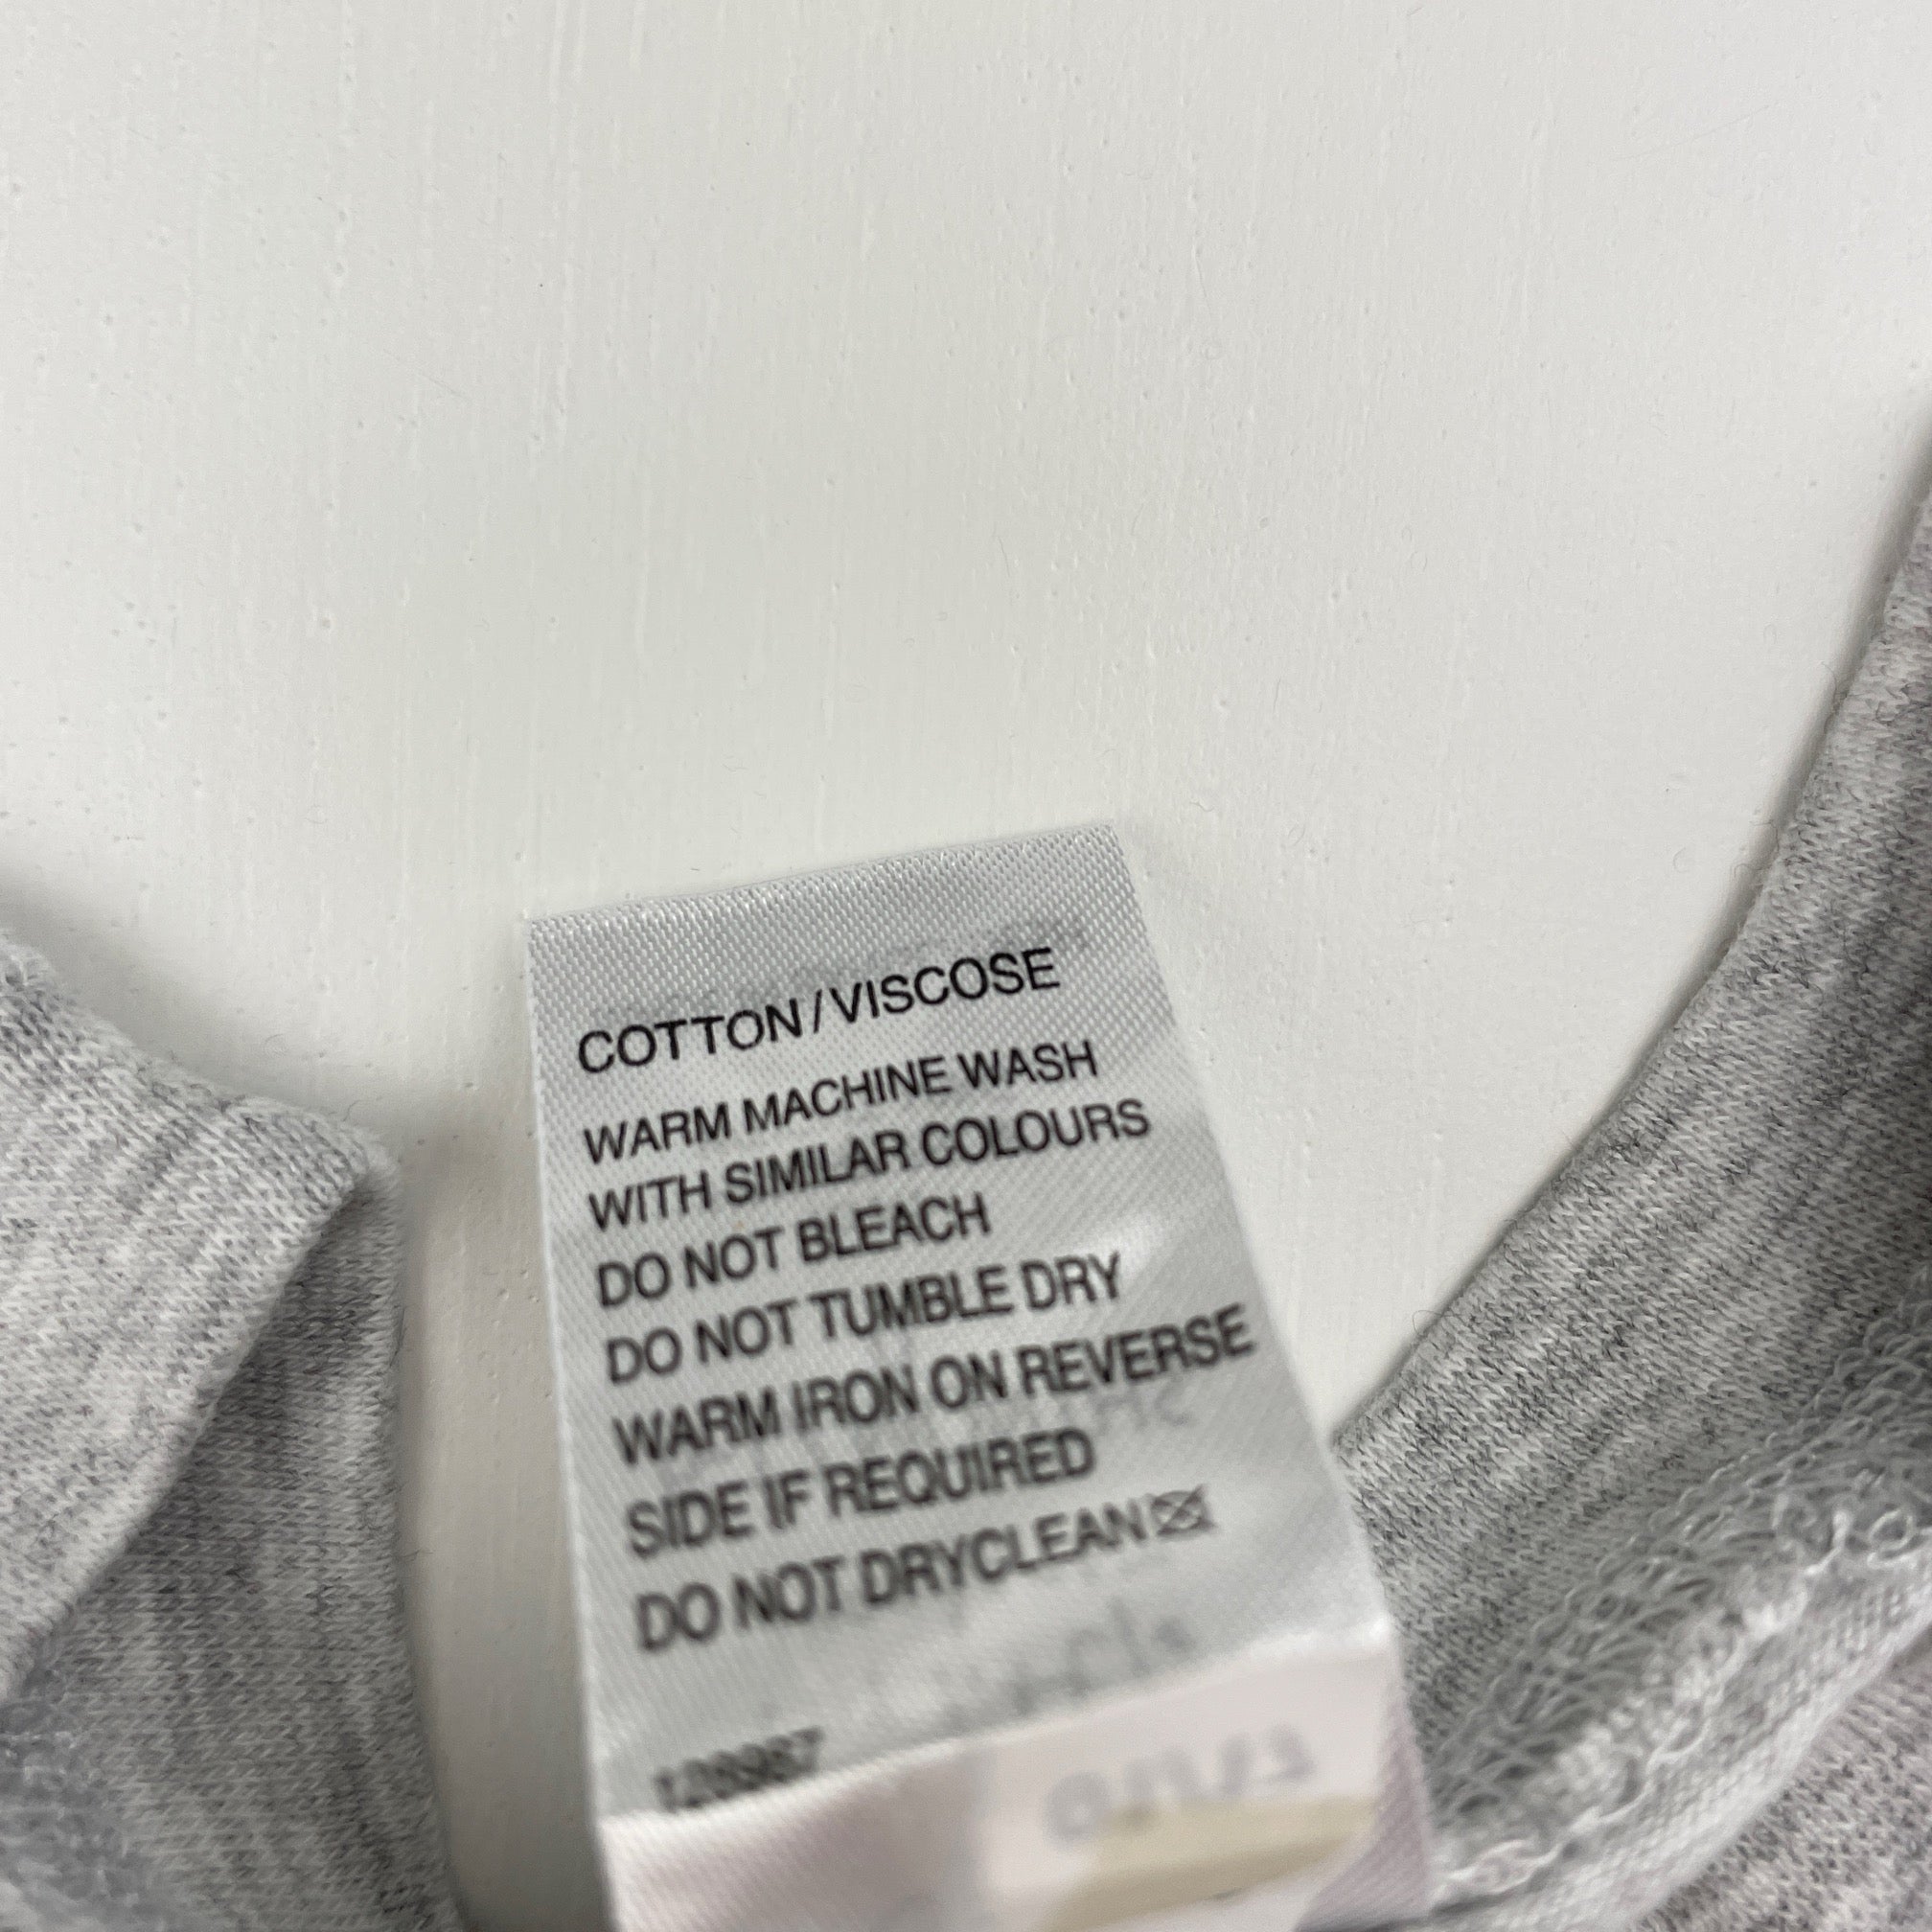 COTTON/VISCOSE
WARM MACHINE WASH
WITH SIMILAR COLOURS
DO NOT BLEACH
DO NOT TUMBLE DRY
WARM IRON ON REVERSE
SIDE IF REQUIRED
DO NOT DRYCLEAN